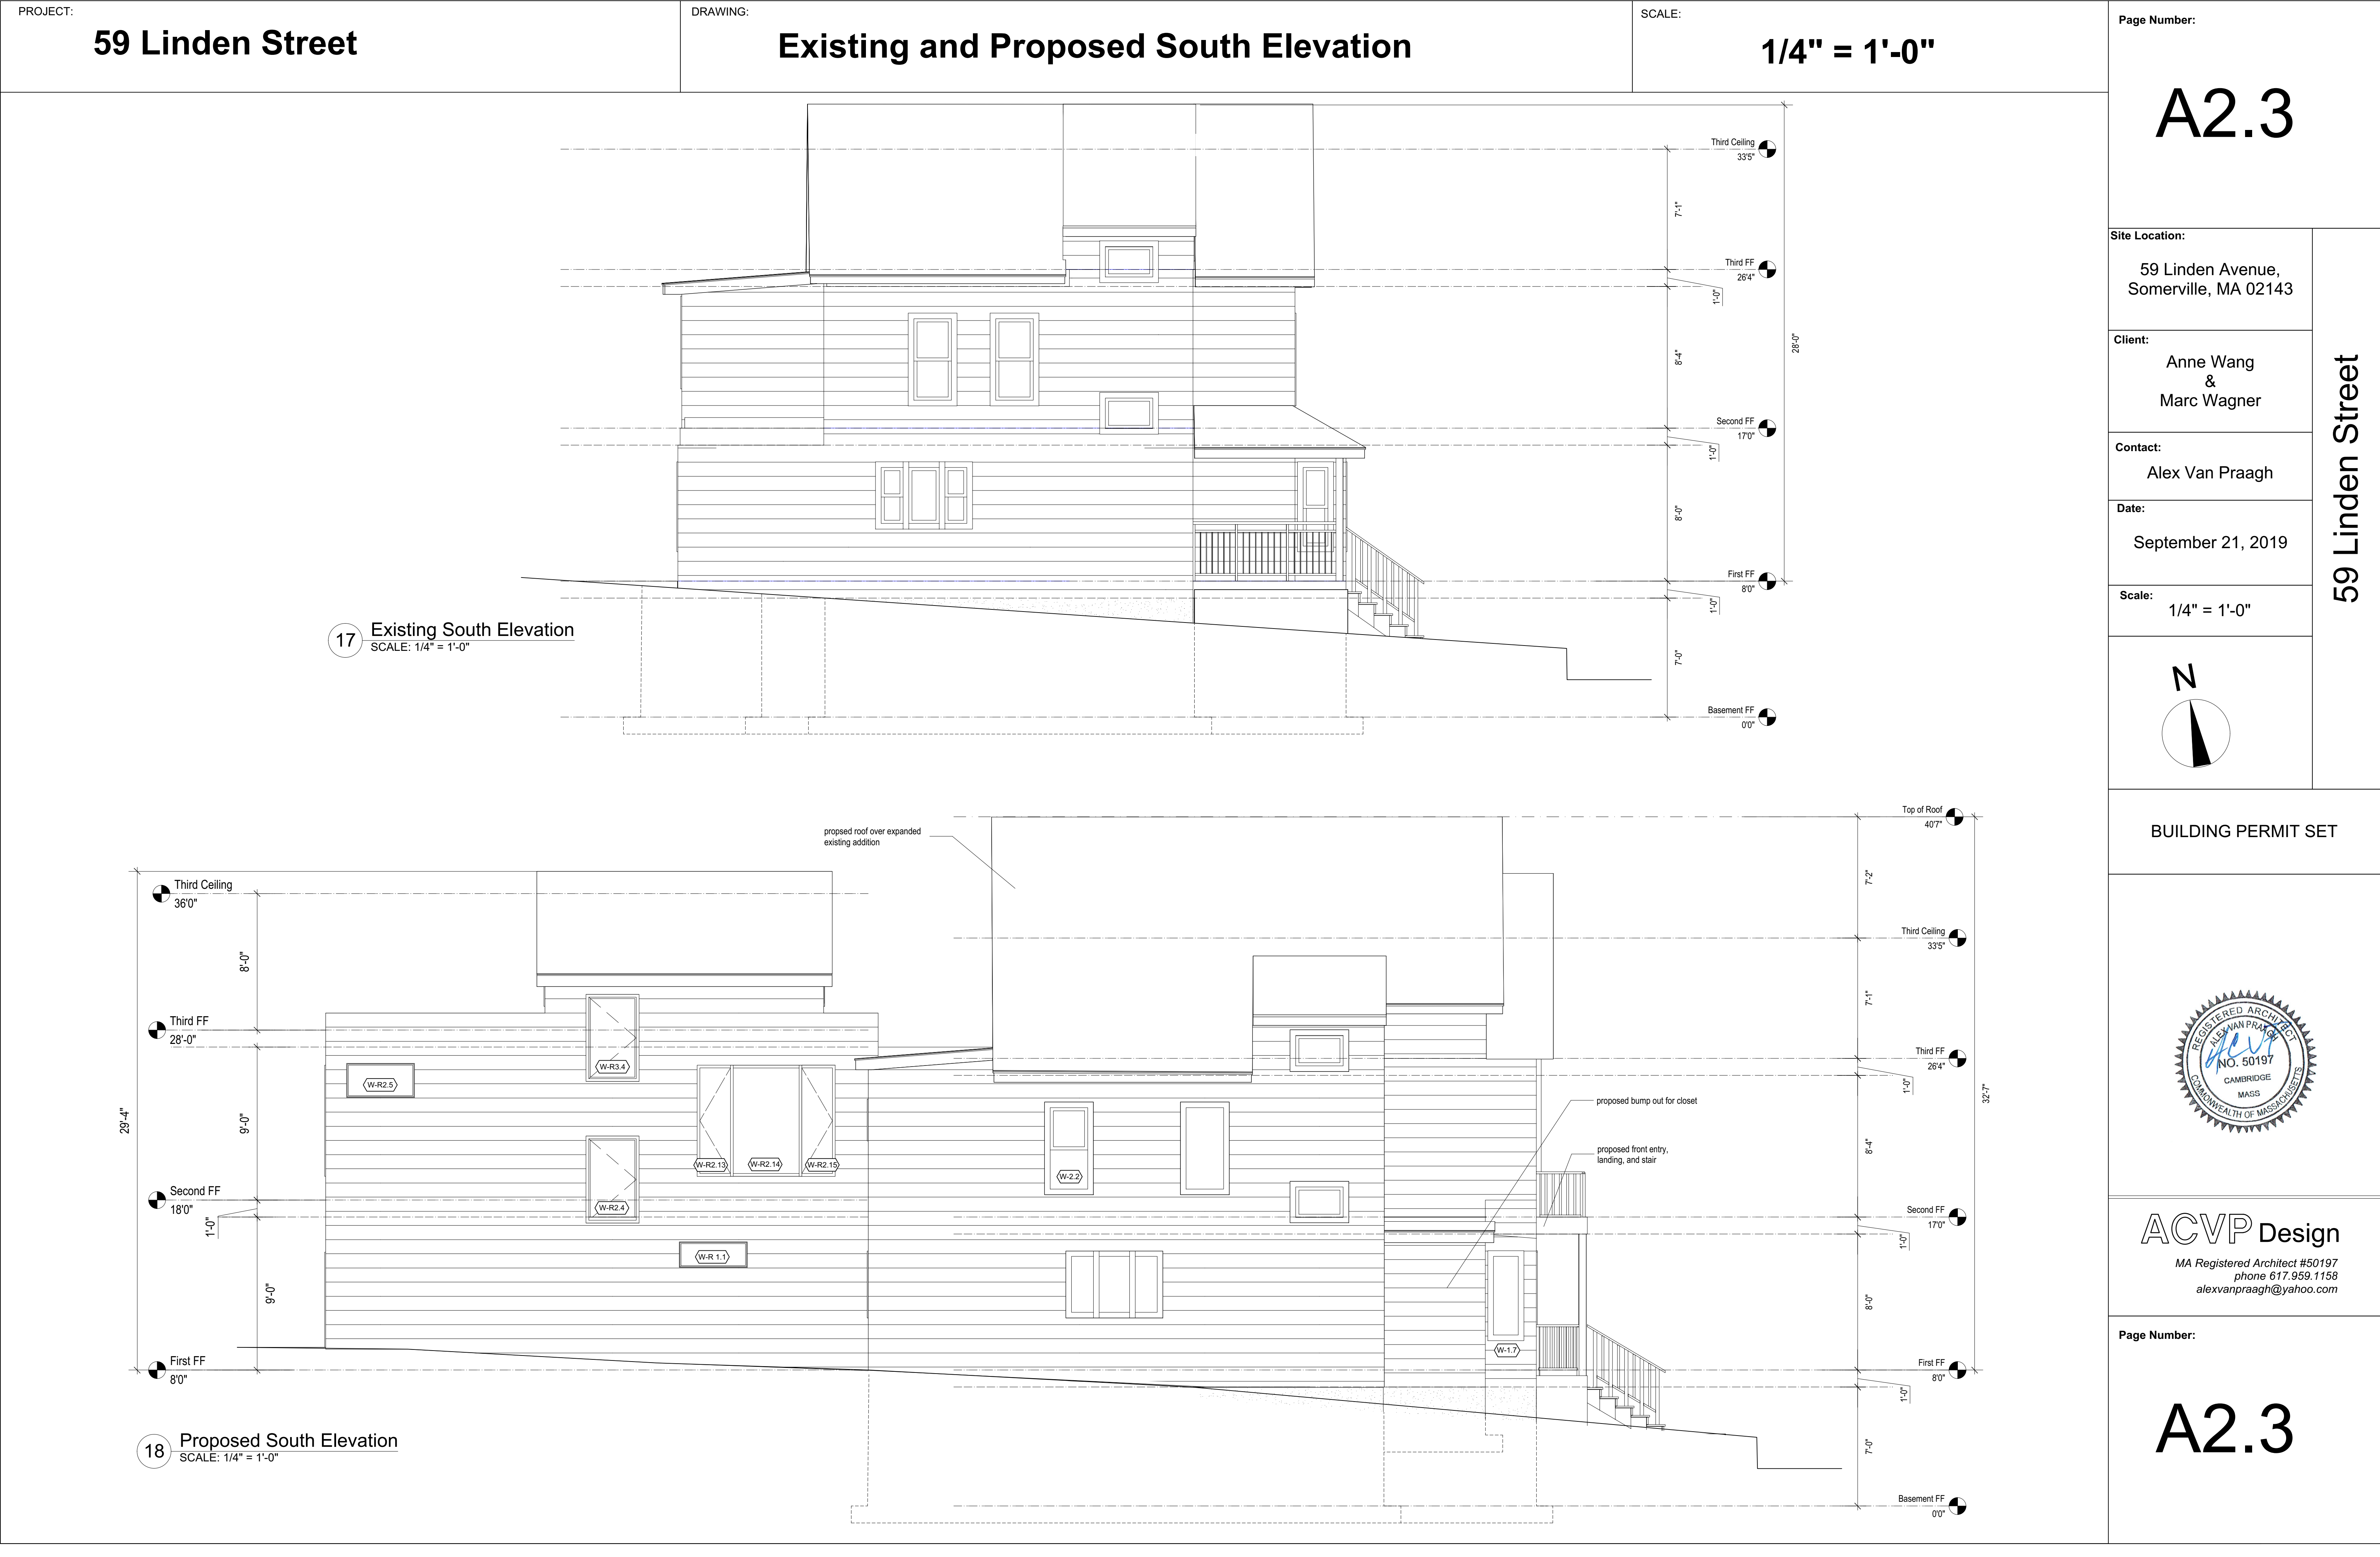 PROJECT:
59 Linden Street
DRAWING:
Existing and Proposed South Elevation
SCALE:
1/4" = 1'-0"
Page Number:
A2.3
Site Location:
59 Linden Avenue,
Somerville, MA 02143
Client:
Anne Wang
&
Marc Wagner
Contact:
Alex Van Praagh
Date:
September 21, 2019
Scale:
1/4" = 1'-0"
59 Linden Street
N
BUILDING PERMIT SET
REGISTERED ARCHITECT
ALEX VAN PRAAGH
NO. 50197
CAMBRIDGE
MASS
COMMONWEALTH OF MASSACHUSETTS
ACVP Design
MA Registered Architect #50197
phone 617.959.1158
alexvanpraagh@yahoo.com
Page Number:
A2.3
Third Ceiling
33'5"
7'-1"
Third FF
26'4"
1'-0"
8'-4"
28'-0"
Second FF
17'0"
1'-0"
8'-0"
First FF
8'0"
1'-0"
7'-0"
Basement FF
0'0"
17
Existing South Elevation
SCALE: 1/4" = 1'-0"
propsed roof over expanded
existing addition
Third Ceiling
36'0"
8'-0"
Third FF
28'-0"
29'-4"
9'-0"
Second FF
18'0"
1'-0"
9'-0"
First FF
8'0"
W-R2.5
W-R3.4
W-R2.13
W-R2.14
W-R2.15
W-R2.4
W-R 1.1
W-2.2
W-1.7
proposed bump out for closet
proposed front entry,
landing, and stair
Top of Roof
40'7"
7'-2"
Third Ceiling
33'5"
7'-1"
Third FF
26'4"
1'-0"
32'-7"
8'-4"
Second FF
17'0"
1'-0"
8'-0"
First FF
8'0"
1'-0"
7'-0"
Basement FF
0'0"
18
Proposed South Elevation
SCALE: 1/4" = 1'-0"